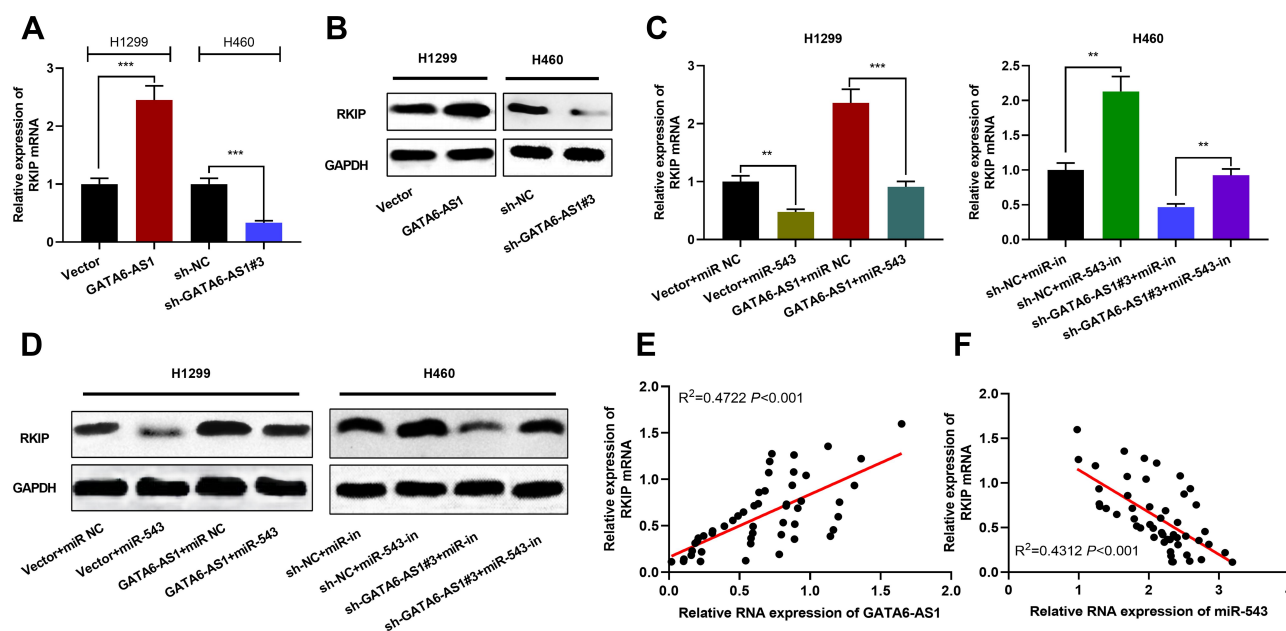 A
H1299
H460
Relative expression of
RKIP mRNA
3
2
1
0
***
***
Vector
GATA6-AS1
sh-NC
sh-GATA6-AS1#3
B
H1299
H460
RKIP
GAPDH
Vector
GATA6-AS1
sh-NC
sh-GATA6-AS1#3
C
H1299
Relative expression of
RKIP mRNA
3
2
1
0
**
***
Vector+miR NC
Vector+miR-543
GATA6-AS1+miR NC
GATA6-AS1+miR-543
H460
Relative expression of
RKIP mRNA
2.5
2.0
1.5
1.0
0.5
0.0
**
**
sh-NC+miR-in
sh-NC+miR-543-in
sh-GATA6-AS1#3+miR-in
sh-GATA6-AS1#3+miR-543-in
D
H1299
H460
RKIP
GAPDH
Vector+miR NC
Vector+miR-543
GATA6-AS1+miR NC
GATA6-AS1+miR-543
sh-NC+miR-in
sh-NC+miR-543-in
sh-GATA6-AS1#3+miR-in
sh-GATA6-AS1#3+miR-543-in
E
Relative expression of
RKIP mRNA
2.0
1.5
1.0
0.5
0.0
R²=0.4722 P<0.001
0.0 0.5 1.0 1.5 2.0
Relative RNA expression of GATA6-AS1
F
Relative expression of
RKIP mRNA
2.0
1.5
1.0
0.5
0.0
R²=0.4312 P<0.001
0 1 2 3
Relative RNA expression of miR-543